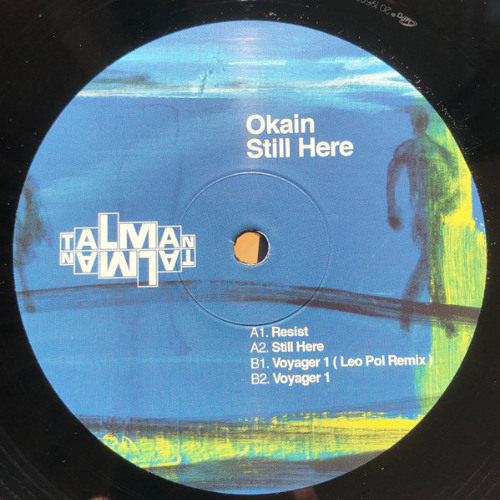 Okain
Still Here
TALMAN
TALMAN
A1. Resist
A2. Still Here
B1. Voyager 1 ( Leo Pol Remix )
B2. Voyager 1